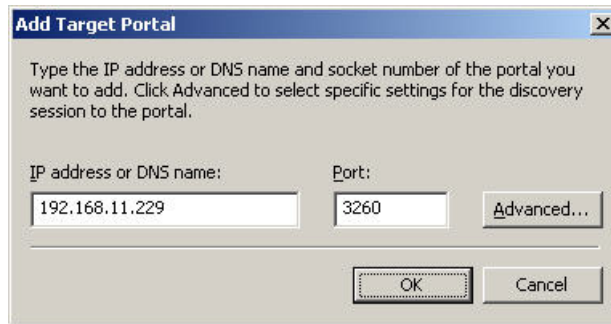 Add Target Portal
Type the IP address or DNS name and socket number of the portal you
want to add. Click Advanced to select specific settings for the discovery
session to the portal.
IP address or DNS name:
Port:
192.168.11.229
3260
Advanced...
OK
Cancel